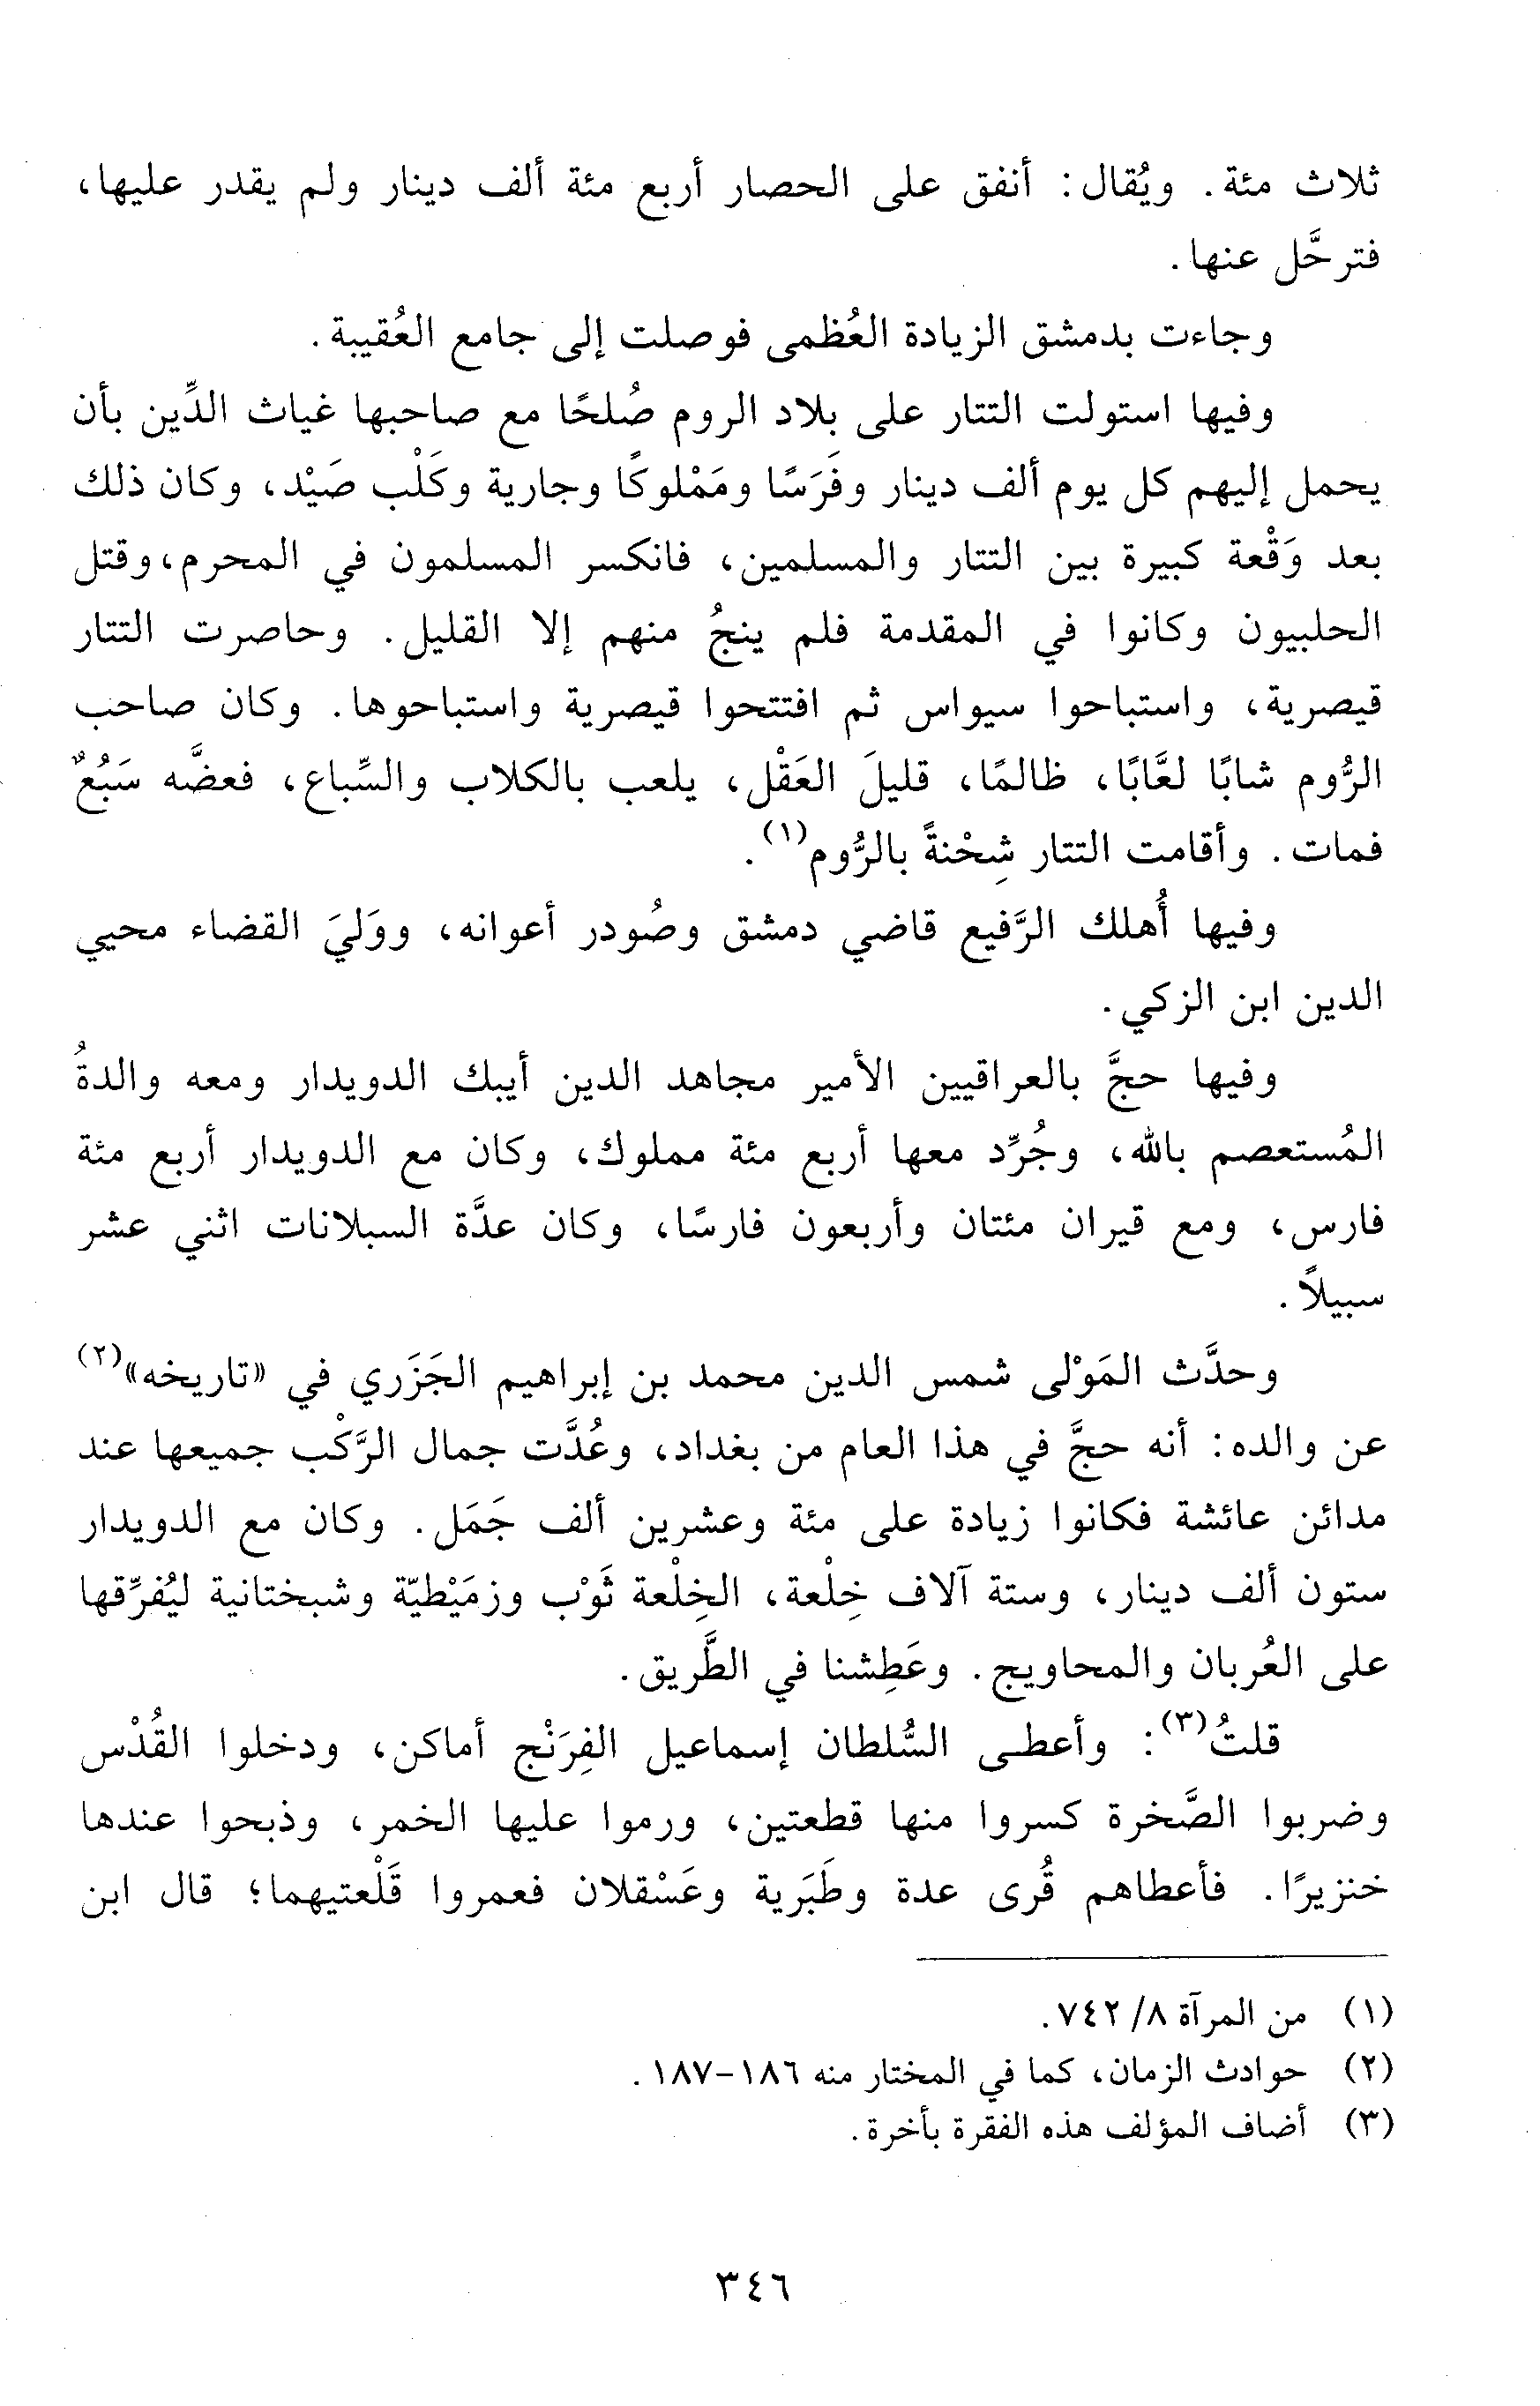 ثلاث مئة. ويُقال: أنفق على الحصار أربع مئة ألف دينار ولم يقدر عليها،
فترحَّل عنها.
وجاءت بدمشق الزيادة العُظمى فوصلت إلى جامع العُقيبة.
وفيها استولت التتار على بلاد الروم صُلحًا مع صاحبها غياث الدِّين بأن
يحمل إليهم كل يوم ألف دينار وفَرَسًا ومَمْلوكًا وجارية وكَلْب صَيْد، وكان ذلك
بعد وَقْعة كبيرة بين التتار والمسلمين، فانكسر المسلمون في المحرم، وقتل
الحلبيون وكانوا في المقدمة فلم ينجُ منهم إلا القليل. وحاصرت التتار
قيصرية، واستباحوا سيواس ثم افتتحوا قيصرية واستباحوها. وكان صاحب
الرُّوم شابًا لعَّابًا، ظالمًا، قليلَ العَقْل، يلعب بالكلاب والسِّباع، فعضَّه سَبُعٌ
فمات. وأقامت التتار شِحْنةً بالرُّوم(١).
وفيها أُهلك الرَّفيع قاضي دمشق وصُودر أعوانه، ووَليَ القضاء محيي
الدين ابن الزكي.
وفيها حجَّ بالعراقيين الأمير مجاهد الدين أيبك الدويدار ومعه والدةُ
المُستعصم بالله، وجُرِّد معها أربع مئة مملوك، وكان مع الدويدار أربع مئة
فارس، ومع قيران مئتان وأربعون فارسًا، وكان عدَّة السبلانات اثني عشر
سبيلاً.
وحدَّث المَوْلى شمس الدين محمد بن إبراهيم الجَزَري في «تاريخه»(٢)
عن والده: أنه حجَّ في هذا العام من بغداد، وعُدَّت جمال الرَّكْب جميعها عند
مدائن عائشة فكانوا زيادة على مئة وعشرين ألف جَمَل. وكان مع الدويدار
ستون ألف دينار، وستة آلاف خِلْعة، الخِلْعة ثَوْب وزمَيْطيّة وشبختانية ليُفرِّقها
على العُربان والمحاويج. وعَطِشنا في الطَّريق.
قلتُ(٣): وأعطى السُّلطان إسماعيل الفِرَنْج أماكن، ودخلوا القُدْس
وضربوا الصَّخرة كسروا منها قطعتين، ورموا عليها الخمر، وذبحوا عندها
خنزيرًا. فأعطاهم قُرى عدة وطَبَرية وعَسْقلان فعمروا قَلْعتيهما؛ قال ابن
(١) من المرآة ٨/ ٧٤٢.
(٢) حوادث الزمان، كما في المختار منه ١٨٦-١٨٧.
(٣) أضاف المؤلف هذه الفقرة بأخرة.
٣٤٦